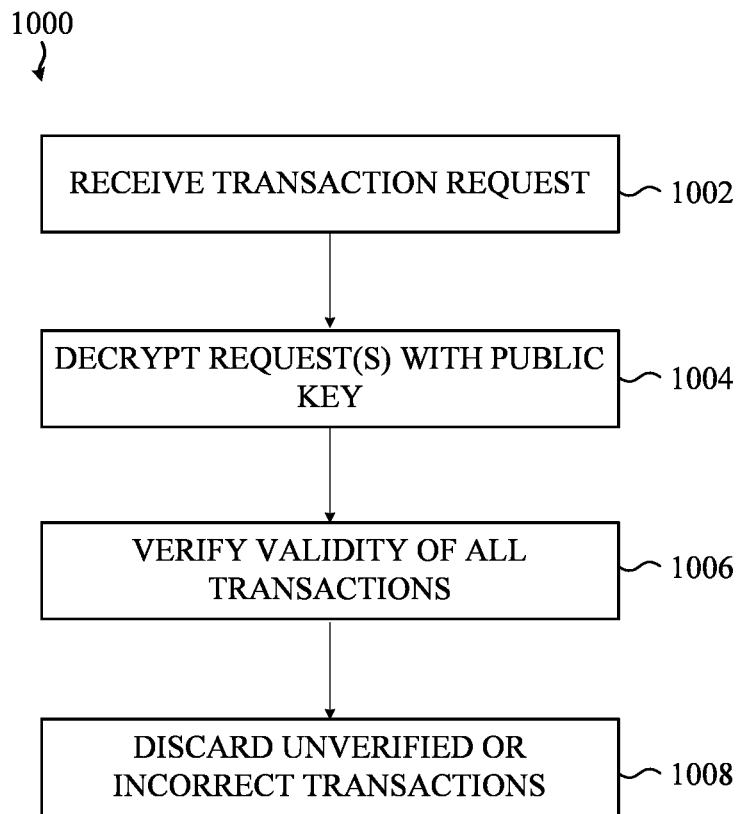 1000
RECEIVE TRANSACTION REQUEST
1002
DECRYPT REQUEST(S) WITH PUBLIC
KEY
1004
VERIFY VALIDITY OF ALL
TRANSACTIONS
1006
DISCARD UNVERIFIED OR
INCORRECT TRANSACTIONS
1008